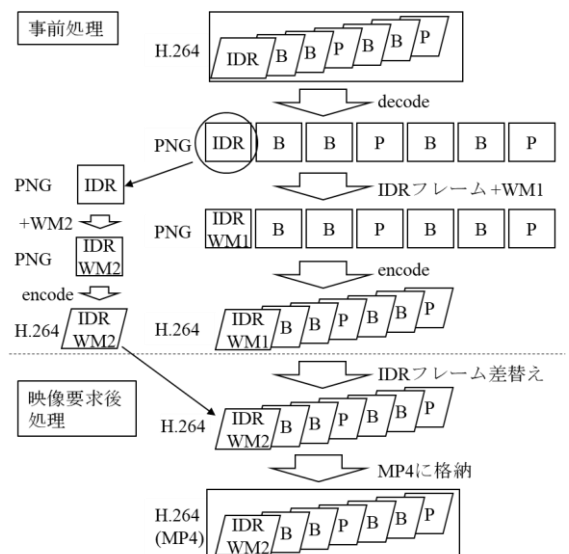 事前処理
H.264
IDR B B P B B P
decode
PNG IDR B B P B B P
PNG IDR
IDRフレーム+WM1
+WM2
PNG IDR WM1 B B P B B P
PNG IDR WM2
encode
encode
H.264 IDR WM2
H.264 IDR WM1 B B P B B P
IDRフレーム差替え
映像要求後
処理
H.264 IDR WM2 B B P B B P
MP4に格納
H.264
(MP4)
IDR WM2 B B P B B P